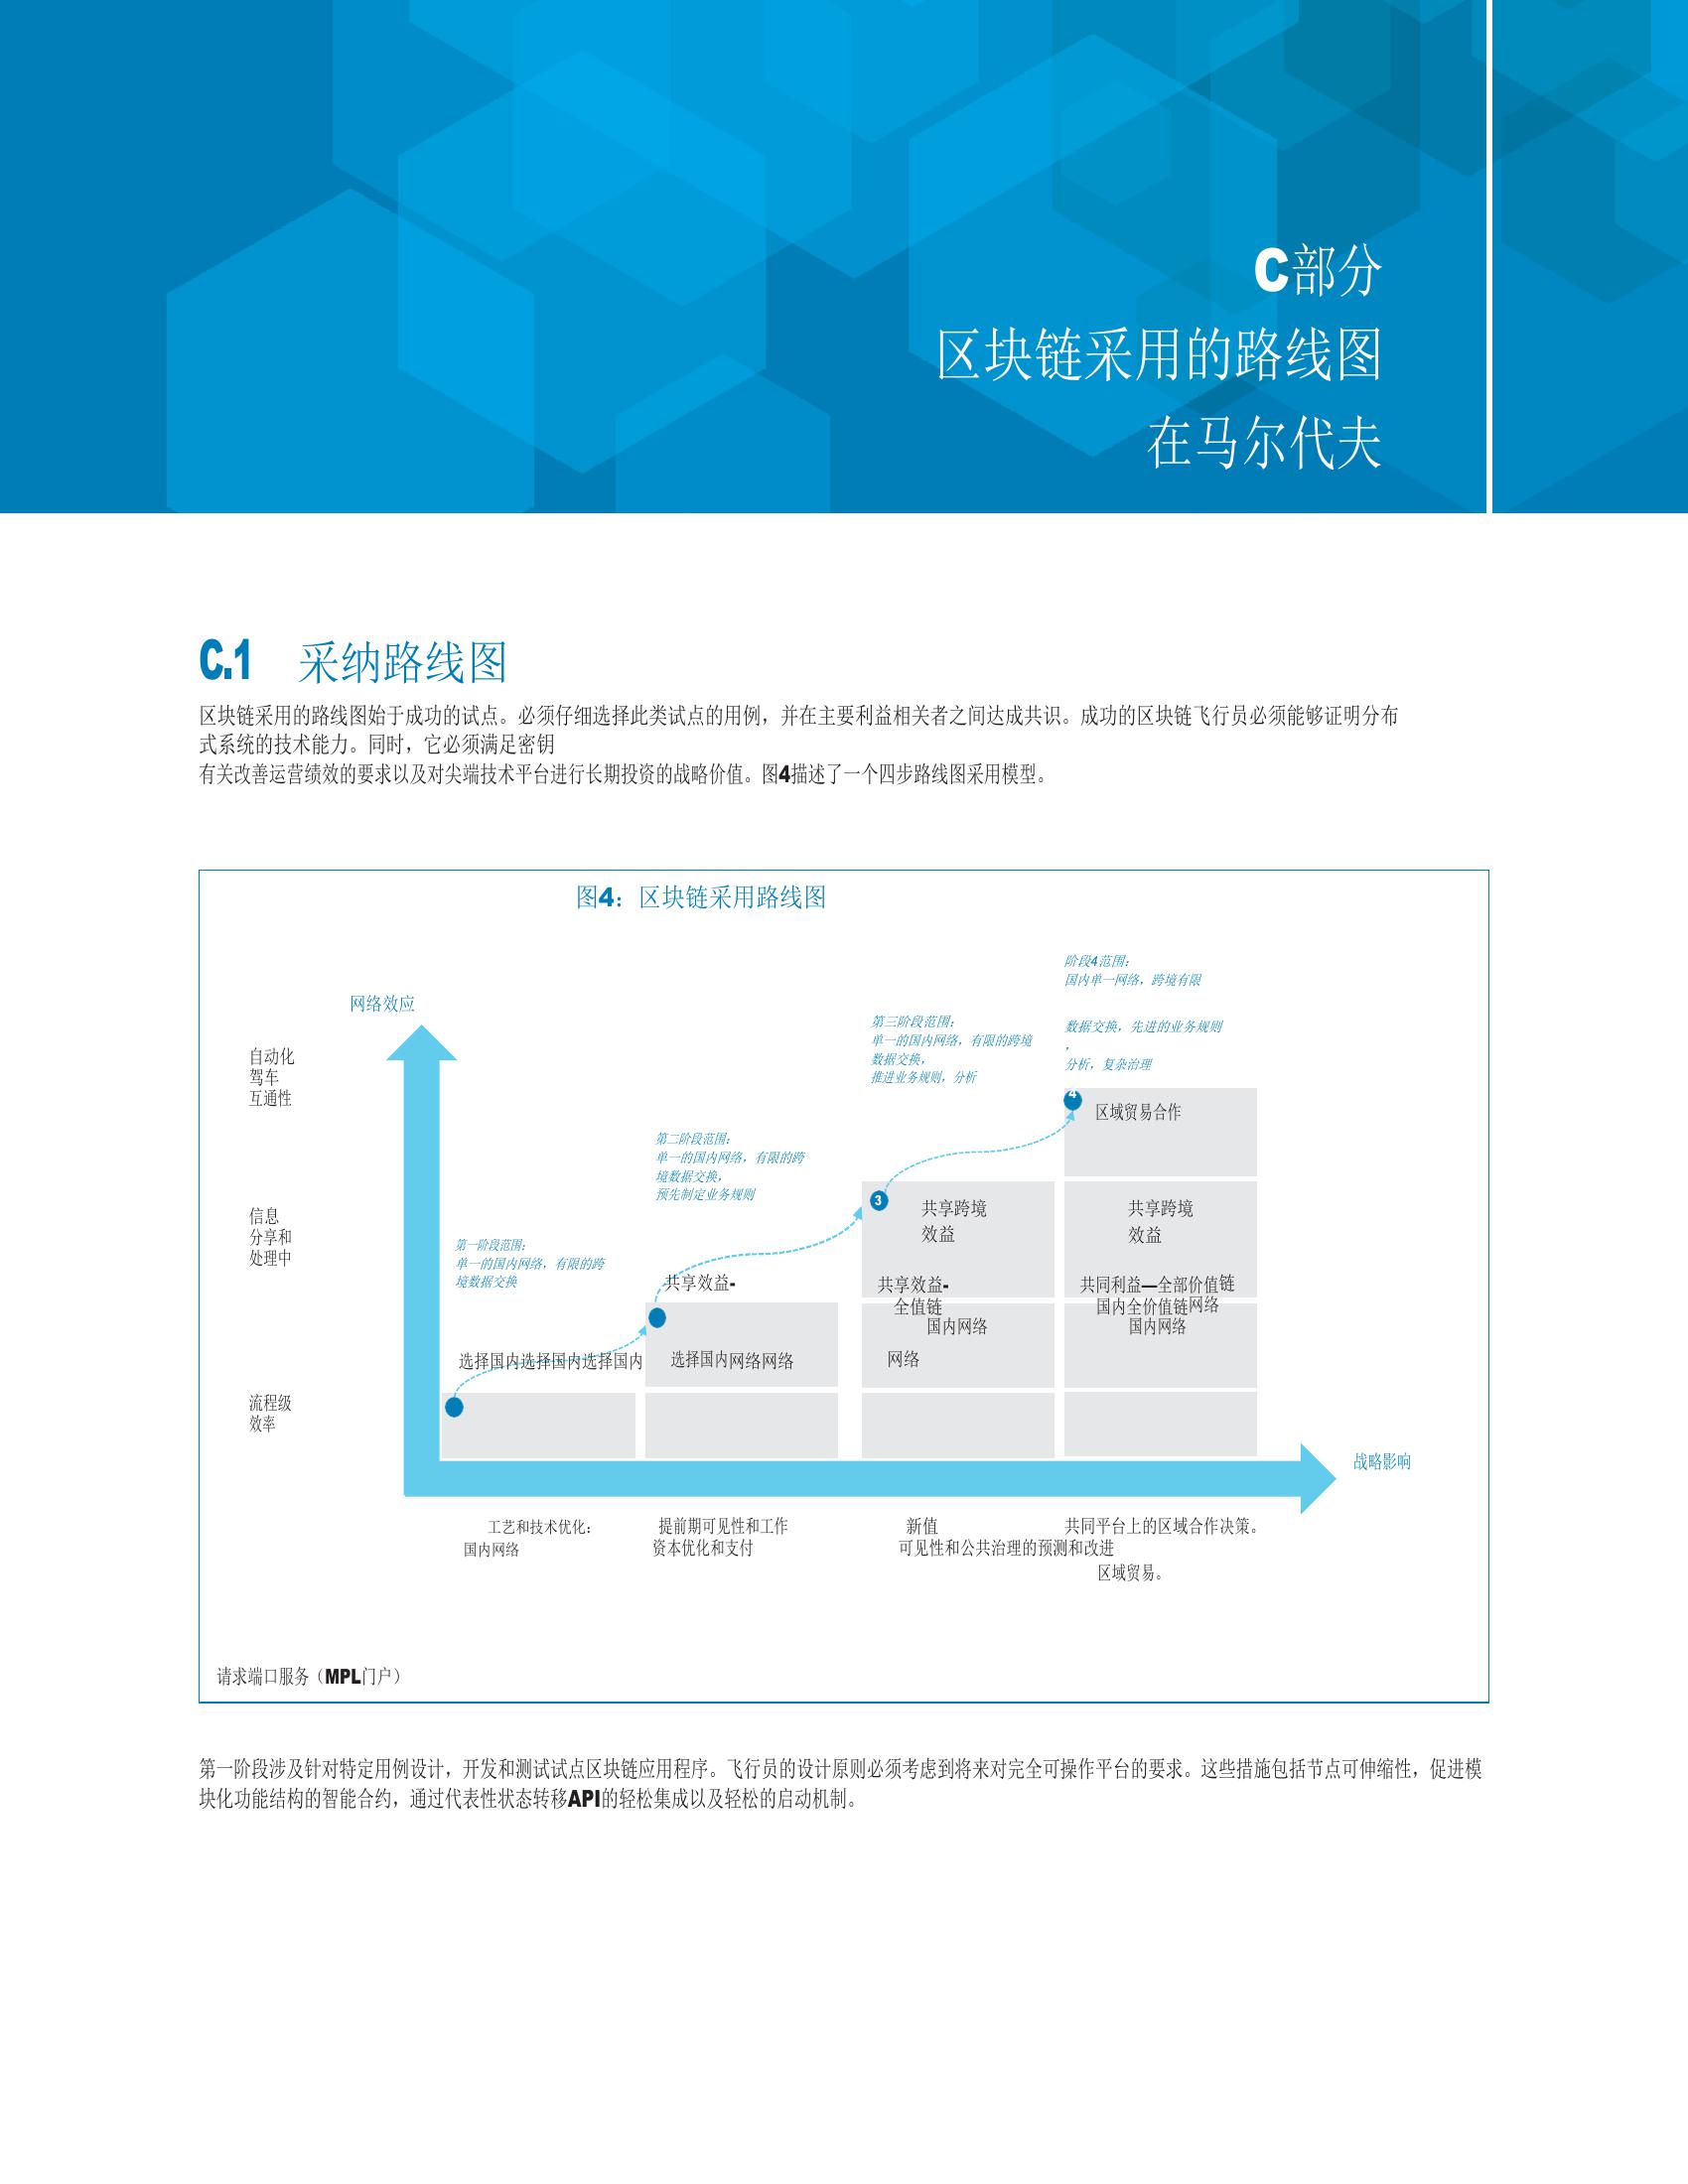 C部分
区块链采用的路线图
在马尔代夫
C.1 采纳路线图
区块链采用的路线图始于成功的试点。必须仔细选择此类试点的用例，并在主要利益相关者之间达成共识。成功的区块链飞行员必须能够证明分布
式系统的技术能力。同时，它必须满足密钥
有关改善运营绩效的要求以及对尖端技术平台进行长期投资的战略价值。图4描述了一个四步路线图采用模型。
图4：区块链采用路线图
阶段4范围：
国内单一网络，跨境有限
数据交换，先进的业务规则
，
分析，复杂治理
网络效应
第三阶段范围：
单一的国内网络，有限的跨境
数据交换，
推进业务规则，分析
自动化
驾车
互通性
4
区域贸易合作
第二阶段范围：
单一的国内网络，有限的跨
境数据交换，
预先制定业务规则
3
共享跨境
效益
共享跨境
效益
信息
分享和
处理中
第一阶段范围：
单一的国内网络，有限的跨
境数据交换
共享效益-
共享效益-
全值链
国内网络
网络
共同利益—全部价值链
国内全价值链网络
国内网络
选择国内选择国内选择国内
选择国内网络网络
流程级
效率
战略影响
工艺和技术优化：
国内网络
提前期可见性和工作
资本优化和支付
新值
可见性和公共治理的预测和改进
共同平台上的区域合作决策。
区域贸易。
请求端口服务（MPL门户）
第一阶段涉及针对特定用例设计，开发和测试试点区块链应用程序。飞行员的设计原则必须考虑到将来对完全可操作平台的要求。这些措施包括节点可伸缩性，促进模
块化功能结构的智能合约，通过代表性状态转移API的轻松集成以及轻松的启动机制。